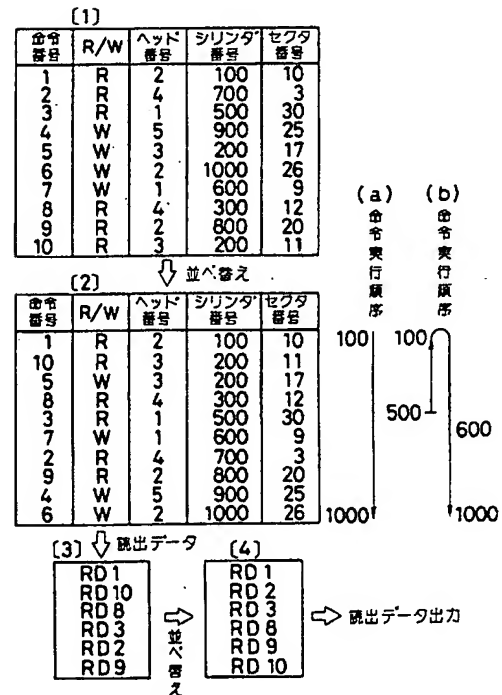 [1]
命令番号 R/W ヘッド番号 シリンダ番号 セクタ番号
1 R 2 100 10
2 R 4 700 3
3 R 1 500 30
4 W 5 900 25
5 W 3 200 17
6 W 2 1000 26
7 W 1 600 9
8 R 4 300 12
9 R 2 800 20
10 R 3 200 11
並べ替え
[2]
命令番号 R/W ヘッド番号 シリンダ番号 セクタ番号
1 R 2 100 10
10 R 3 200 11
5 W 3 200 17
8 R 4 300 12
3 R 1 500 30
7 W 1 600 9
2 R 4 700 3
9 R 2 800 20
4 W 5 900 25
6 W 2 1000 26
(a)
命令実行順序
100
1000
(b)
命令実行順序
100
500
600
1000
読出データ
[3]
RD1
RD10
RD8
RD3
RD2
RD9
並べ替え
[4]
RD1
RD2
RD3
RD8
RD9
RD10
読出データ出力